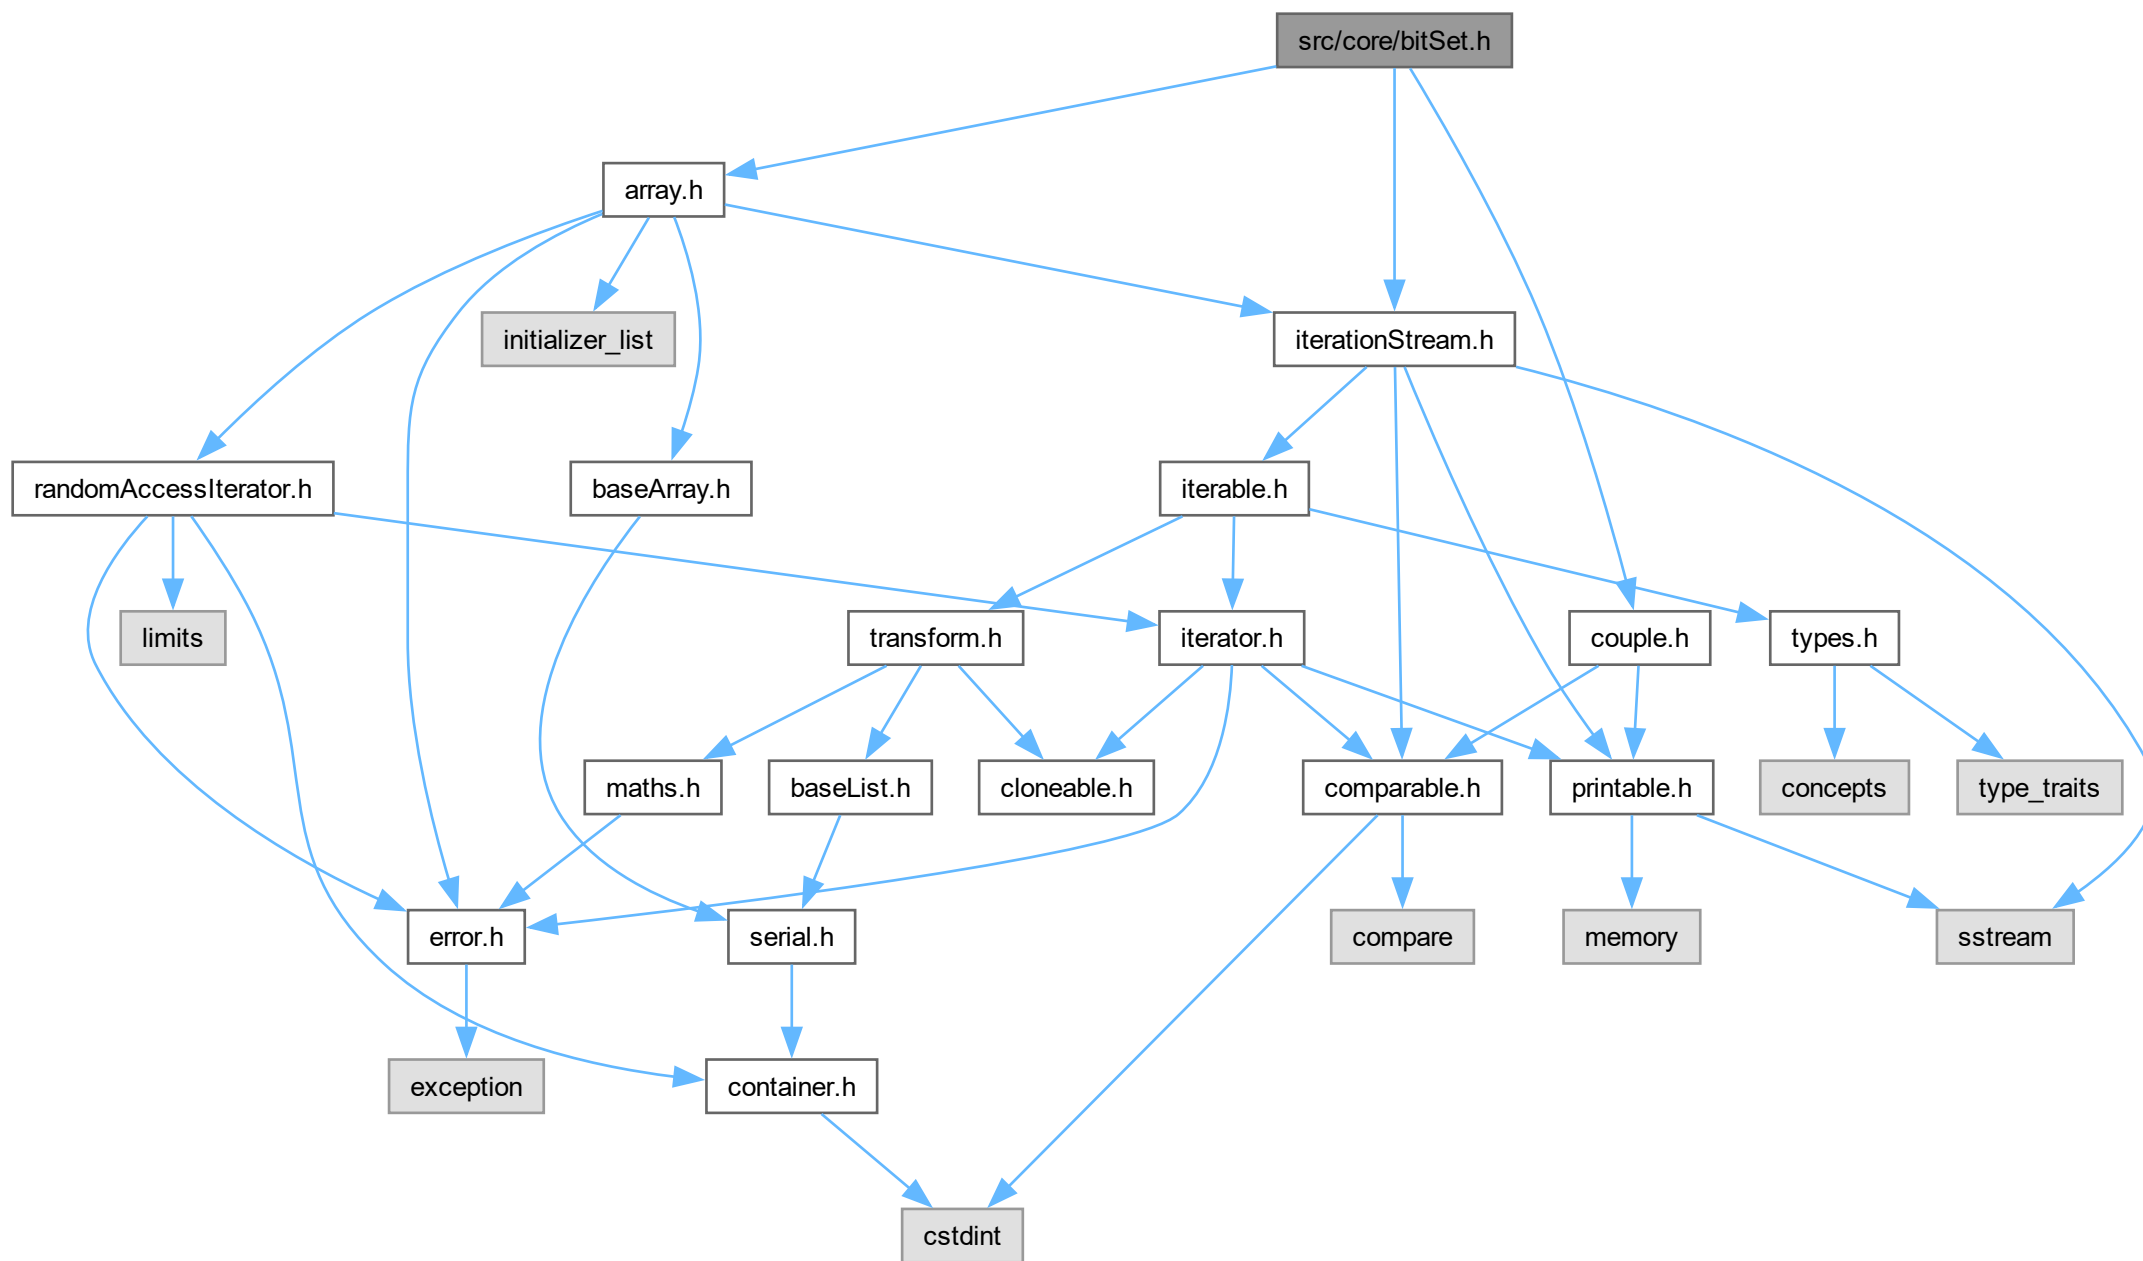 src/core/bitSet.h
array.h
initializer_list
iterationStream.h
randomAccessIterator.h
baseArray.h
iterable.h
limits
transform.h
iterator.h
couple.h
types.h
maths.h
baseList.h
cloneable.h
comparable.h
printable.h
concepts
type_traits
error.h
serial.h
compare
memory
sstream
exception
container.h
cstdint